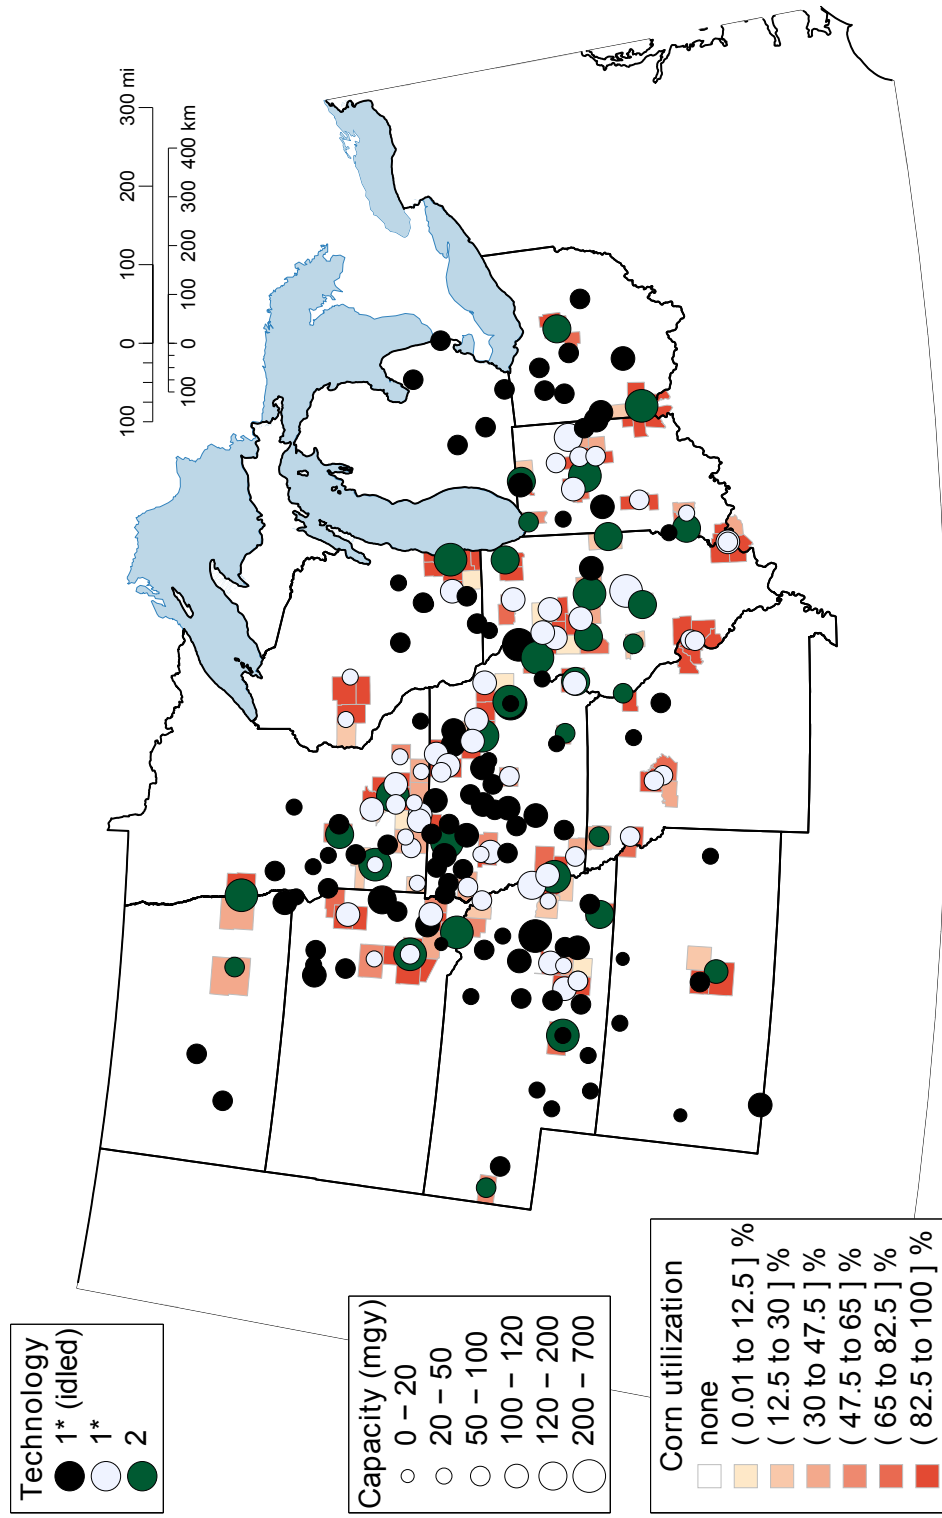 Technology
1* (idled)
1*
2
Capacity (mgy)
0 − 20
20 − 50
50 − 100
100 − 120
120 − 200
200 − 700
Corn utilization
none
( 0.01 to 12.5 ] %
( 12.5 to 30 ] %
( 30 to 47.5 ] %
( 47.5 to 65 ] %
( 65 to 82.5 ] %
( 82.5 to 100 ] %
100 0 100 200 300 mi
100 0 100 200 300 400 km